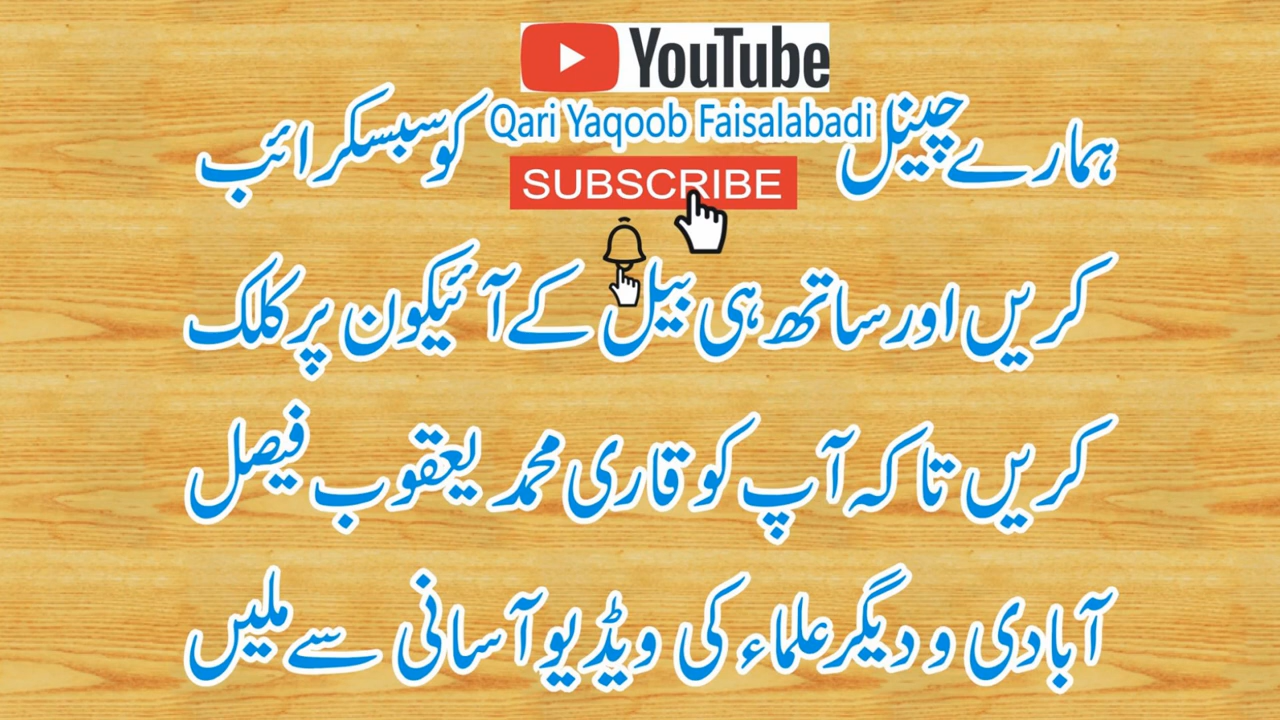 YouTube
ہمارے چینل Qari Yaqoob Faisalabadi کو سبسکرائب
SUBSCRIBE
کریں اور ساتھ ہی بیل کے آئیکون پر کلک
کریں تاکہ آپ کو قاری محمد یعقوب فیصل
آبادی و دیگر علماء کی ویڈیو آسانی سے ملیں